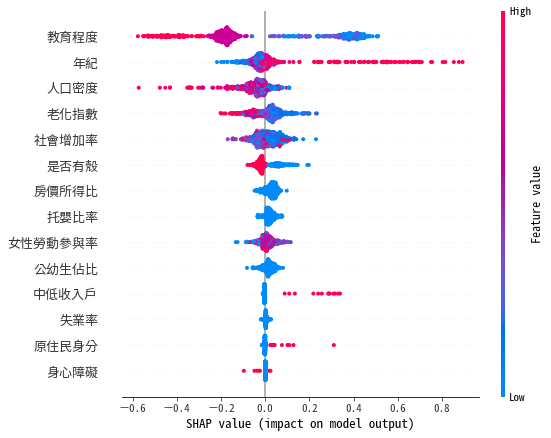 High
教育程度
年紀
人口密度
老化指數
社會增加率
是否有殼
房價所得比
托嬰比率
女性勞動參與率
公幼生佔比
中低收入戶
失業率
原住民身分
身心障礙
Feature value
Low
−0.6 −0.4 −0.2 0.0 0.2 0.4 0.6 0.8
SHAP value (impact on model output)